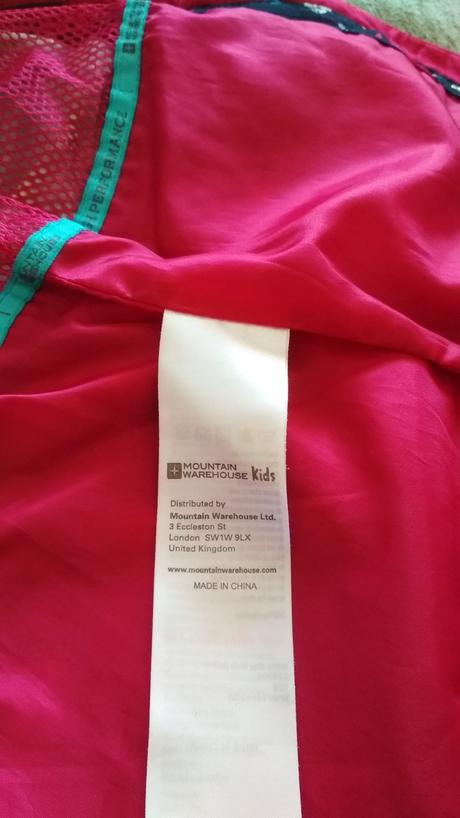 PERFORMANCE
MOUNTAIN
WAREHOUSE Kids
Distributed by
Mountain Warehouse Ltd.
3 Eccleston St
London SW1W 9LX
United Kingdom
www.mountainwarehouse.com
MADE IN CHINA